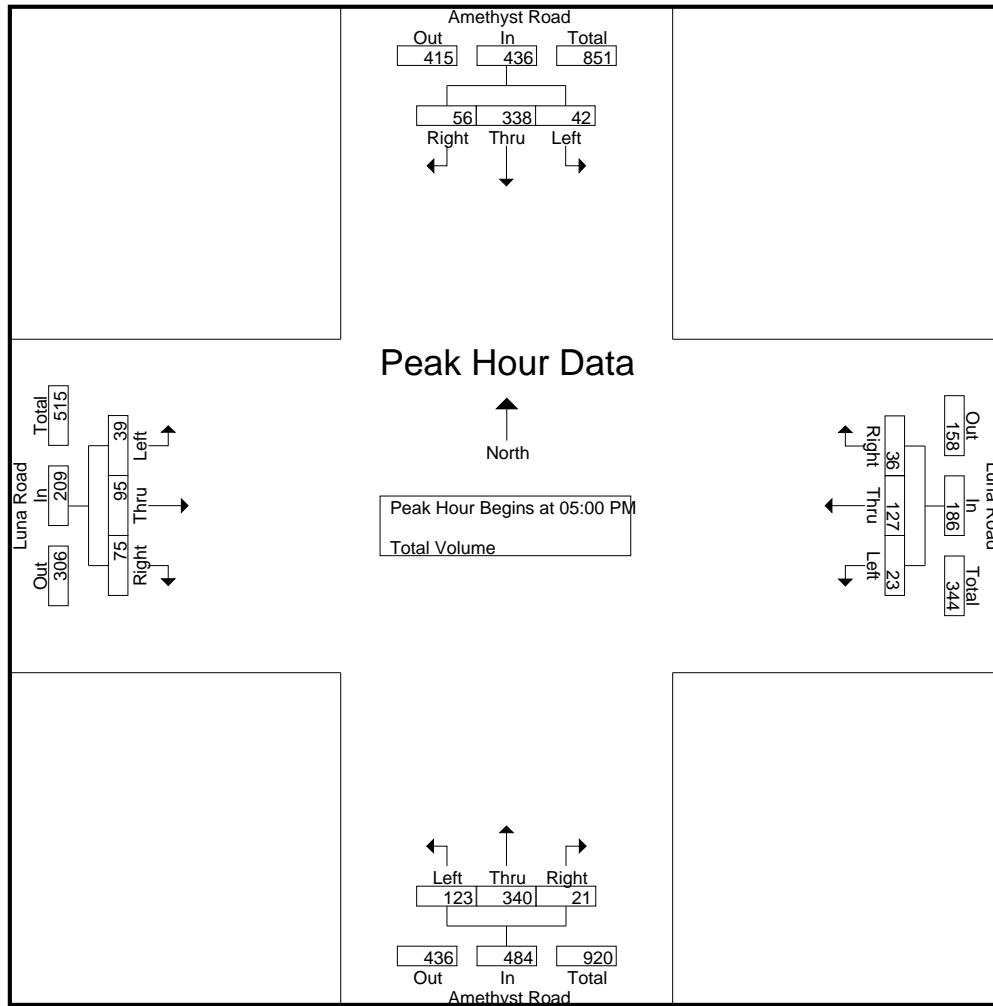 Amethyst Road
Out In Total
415 436 851
56 338 42
Right Thru Left
Peak Hour Data
North
Peak Hour Begins at 05:00 PM
Total Volume
Luna Road
Total In Out
515 209 306
39 95 75
Left Thru Right
Luna Road
Out In Total
158 186 344
36 127 23
Right Thru Left
Left Thru Right
123 340 21
436 484 920
Out In Total
Amethyst Road